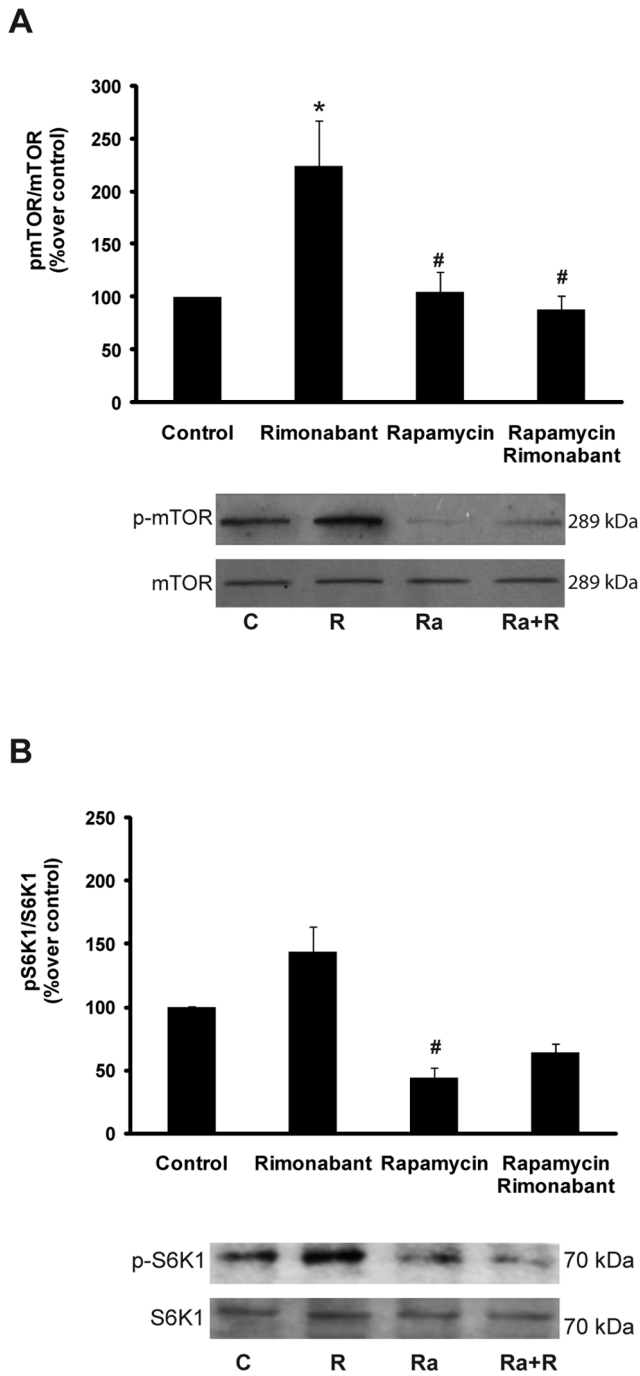 A
pmTOR/mTOR
(%over control)
300
250
200
150
100
50
0
*
#
#
Control Rimonabant Rapamycin Rapamycin
Rimonabant
p-mTOR 289 kDa
mTOR 289 kDa
C R Ra Ra+R
B
pS6K1/S6K1
(%over control)
250
200
150
100
50
0
#
Control Rimonabant Rapamycin Rapamycin
Rimonabant
p-S6K1 70 kDa
S6K1 70 kDa
C R Ra Ra+R